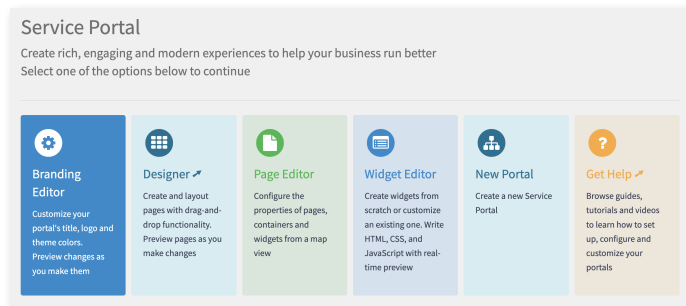 Service Portal
Create rich, engaging and modern experiences to help your business run better
Select one of the options below to continue
Branding
Editor
Customize your
portal's title, logo and
theme colors.
Preview changes as
you make them
Designer
Create and layout
pages with drag-and-
drop functionality.
Preview pages as you
make changes
Page Editor
Configure the
properties of pages,
containers and
widgets from a map
view
Widget Editor
Create widgets from
scratch or customize
an existing one. Write
HTML, CSS, and
JavaScript with real-
time preview
New Portal
Create a new Service
Portal
?
Get Help
Browse guides,
tutorials and videos
to learn how to set
up, configure and
customize your
portals